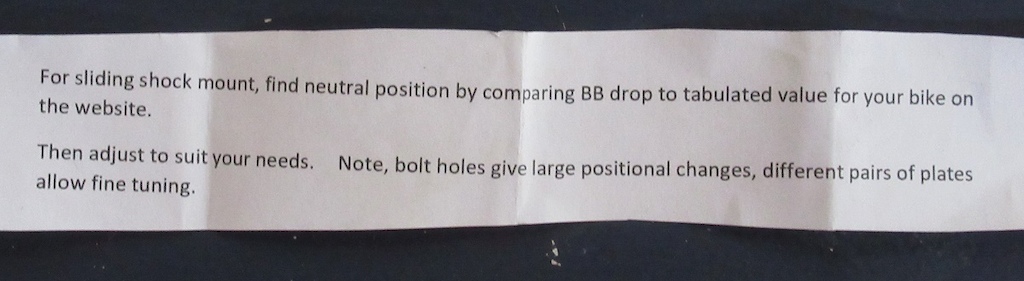 For sliding shock mount, find neutral position by comparing BB drop to tabulated value for your bike on
the website.
Then adjust to suit your needs. Note, bolt holes give large positional changes, different pairs of plates
allow fine tuning.